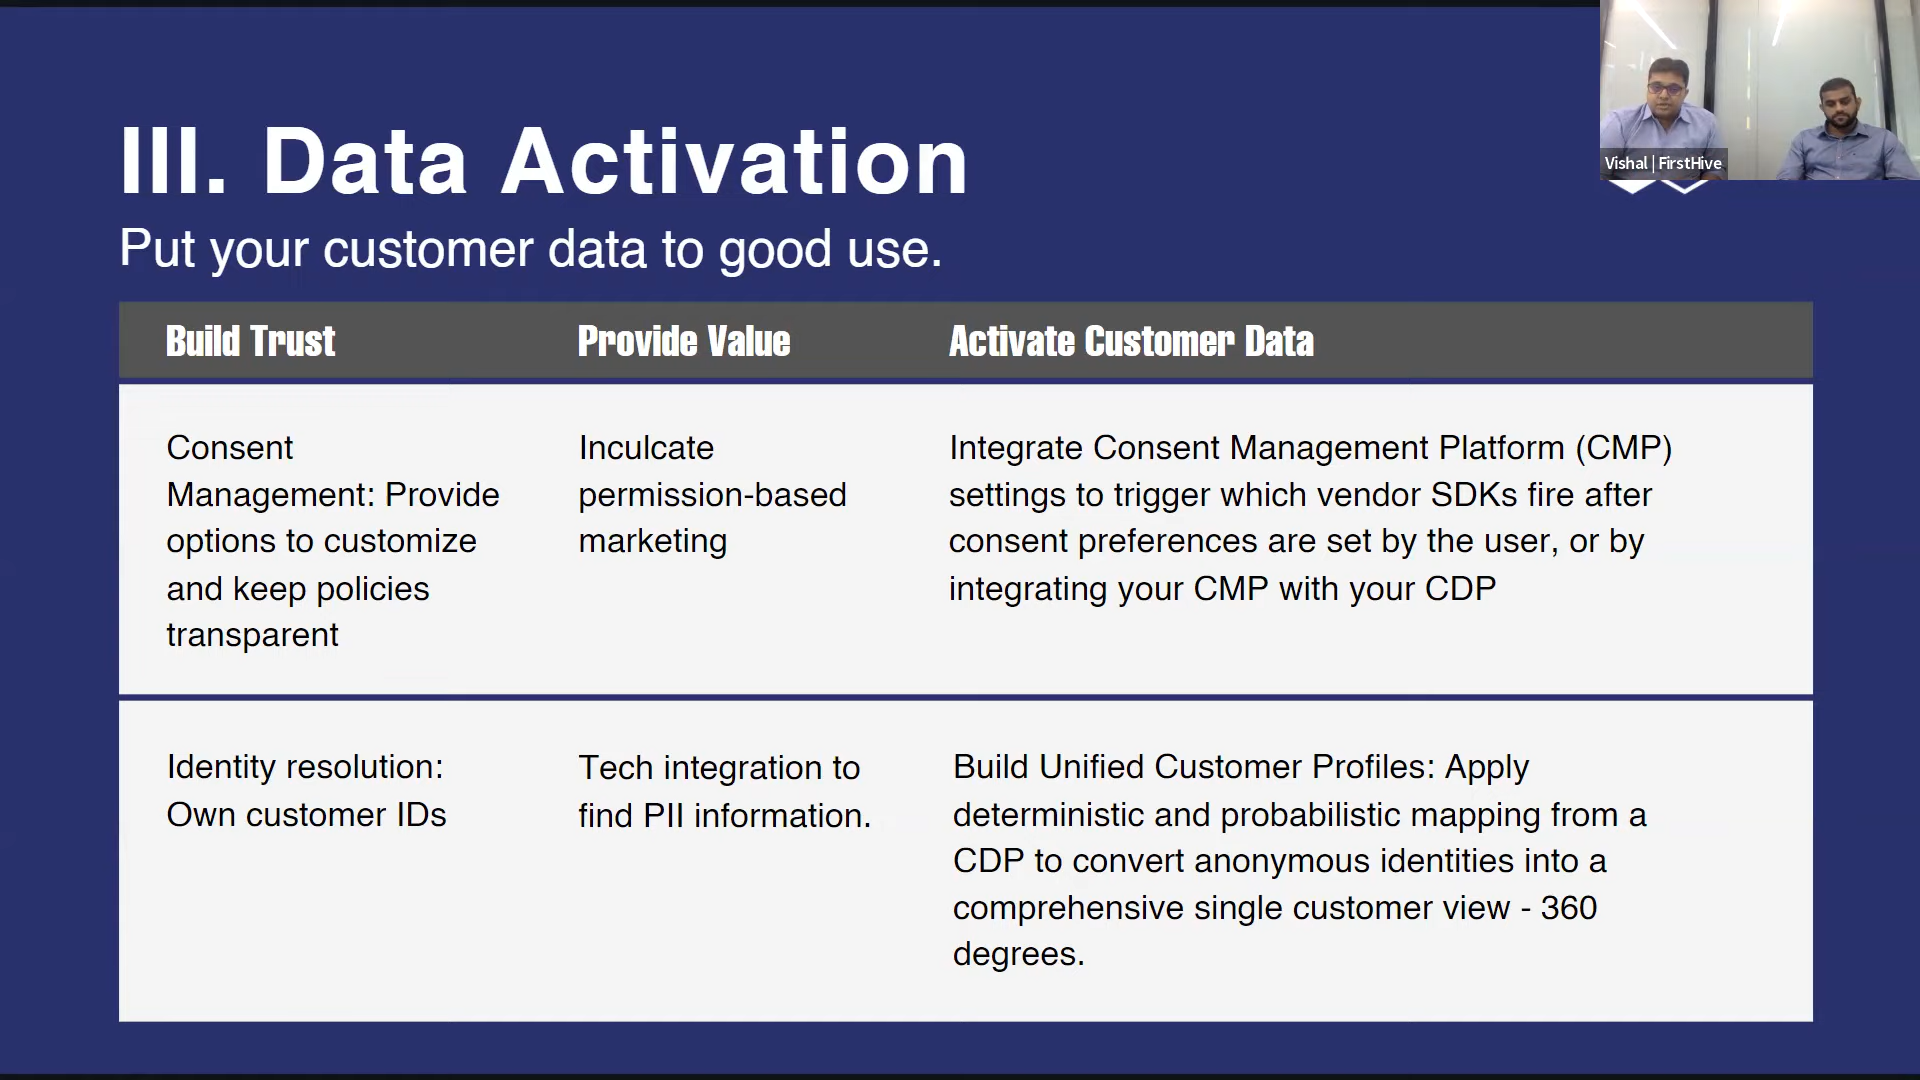 III. Data Activation
Put your customer data to good use.
Vishal | FirstHive
Build Trust
Provide Value
Activate Customer Data
Consent
Management: Provide
options to customize
and keep policies
transparent
Inculcate
permission-based
marketing
Integrate Consent Management Platform (CMP)
settings to trigger which vendor SDKs fire after
consent preferences are set by the user, or by
integrating your CMP with your CDP
Identity resolution:
Own customer IDs
Tech integration to
find PII information.
Build Unified Customer Profiles: Apply
deterministic and probabilistic mapping from a
CDP to convert anonymous identities into a
comprehensive single customer view - 360
degrees.